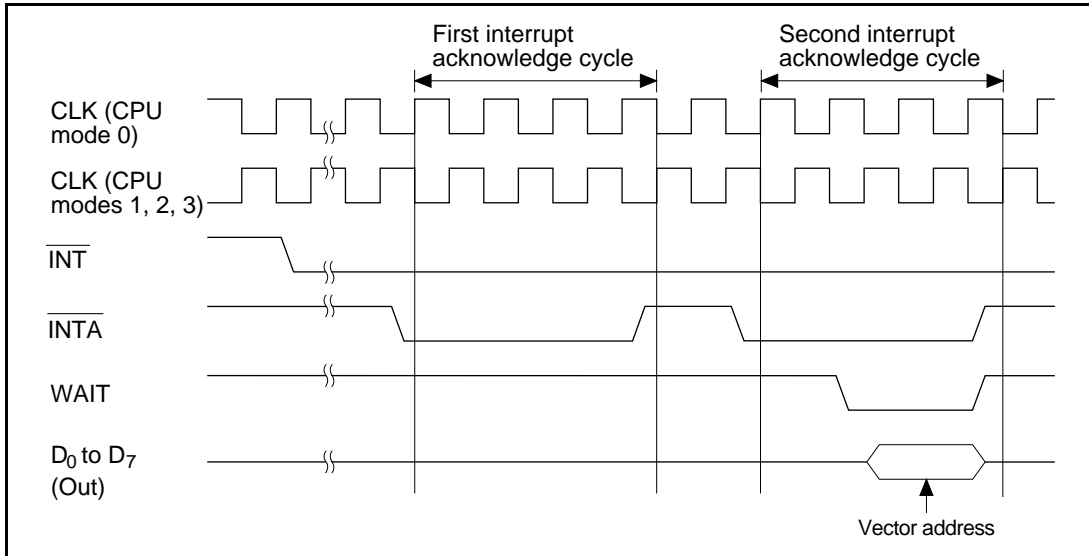 First interrupt
acknowledge cycle
Second interrupt
acknowledge cycle
CLK (CPU
mode 0)
CLK (CPU
modes 1, 2, 3)
INT
INTA
WAIT
D0 to D7
(Out)
Vector address